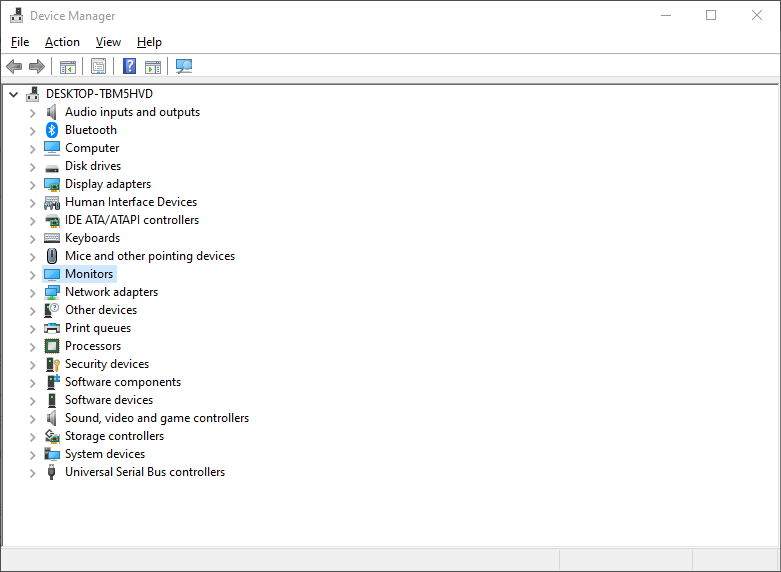 Device Manager
File Action View Help
DESKTOP-TBM5HVD
Audio inputs and outputs
Bluetooth
Computer
Disk drives
Display adapters
Human Interface Devices
IDE ATA/ATAPI controllers
Keyboards
Mice and other pointing devices
Monitors
Network adapters
Other devices
Print queues
Processors
Security devices
Software components
Software devices
Sound, video and game controllers
Storage controllers
System devices
Universal Serial Bus controllers